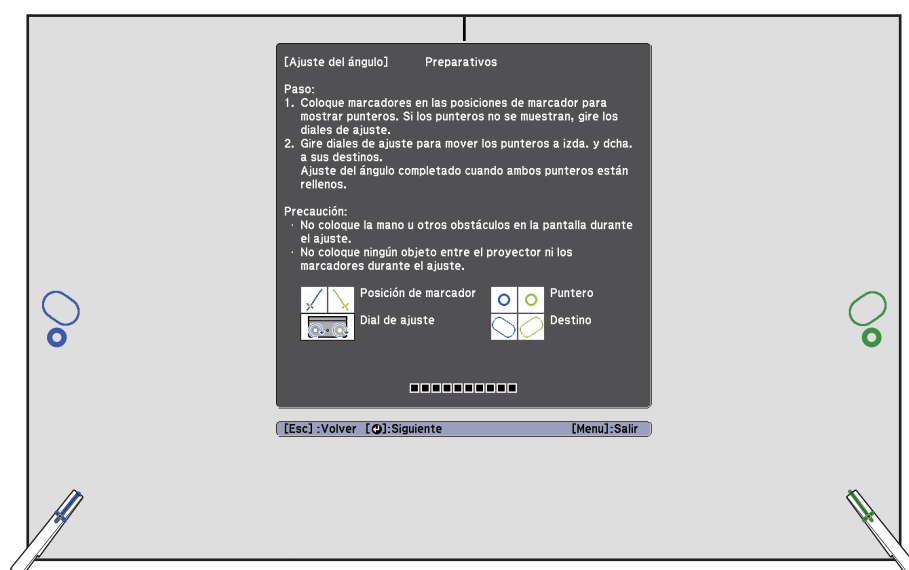 [Ajuste del ángulo] Preparativos
Paso:
1. Coloque marcadores en las posiciones de marcador para
mostrar punteros. Si los punteros no se muestran, gire los
diales de ajuste.
2. Gire diales de ajuste para mover los punteros a izda. y dcha.
a sus destinos.
Ajuste del ángulo completado cuando ambos punteros están
rellenos.
Precaución:
· No coloque la mano u otros obstáculos en la pantalla durante
el ajuste.
· No coloque ningún objeto entre el proyector ni los
marcadores durante el ajuste.
Posición de marcador Puntero
Dial de ajuste Destino
[Esc] :Volver [↵]:Siguiente [Menu]:Salir